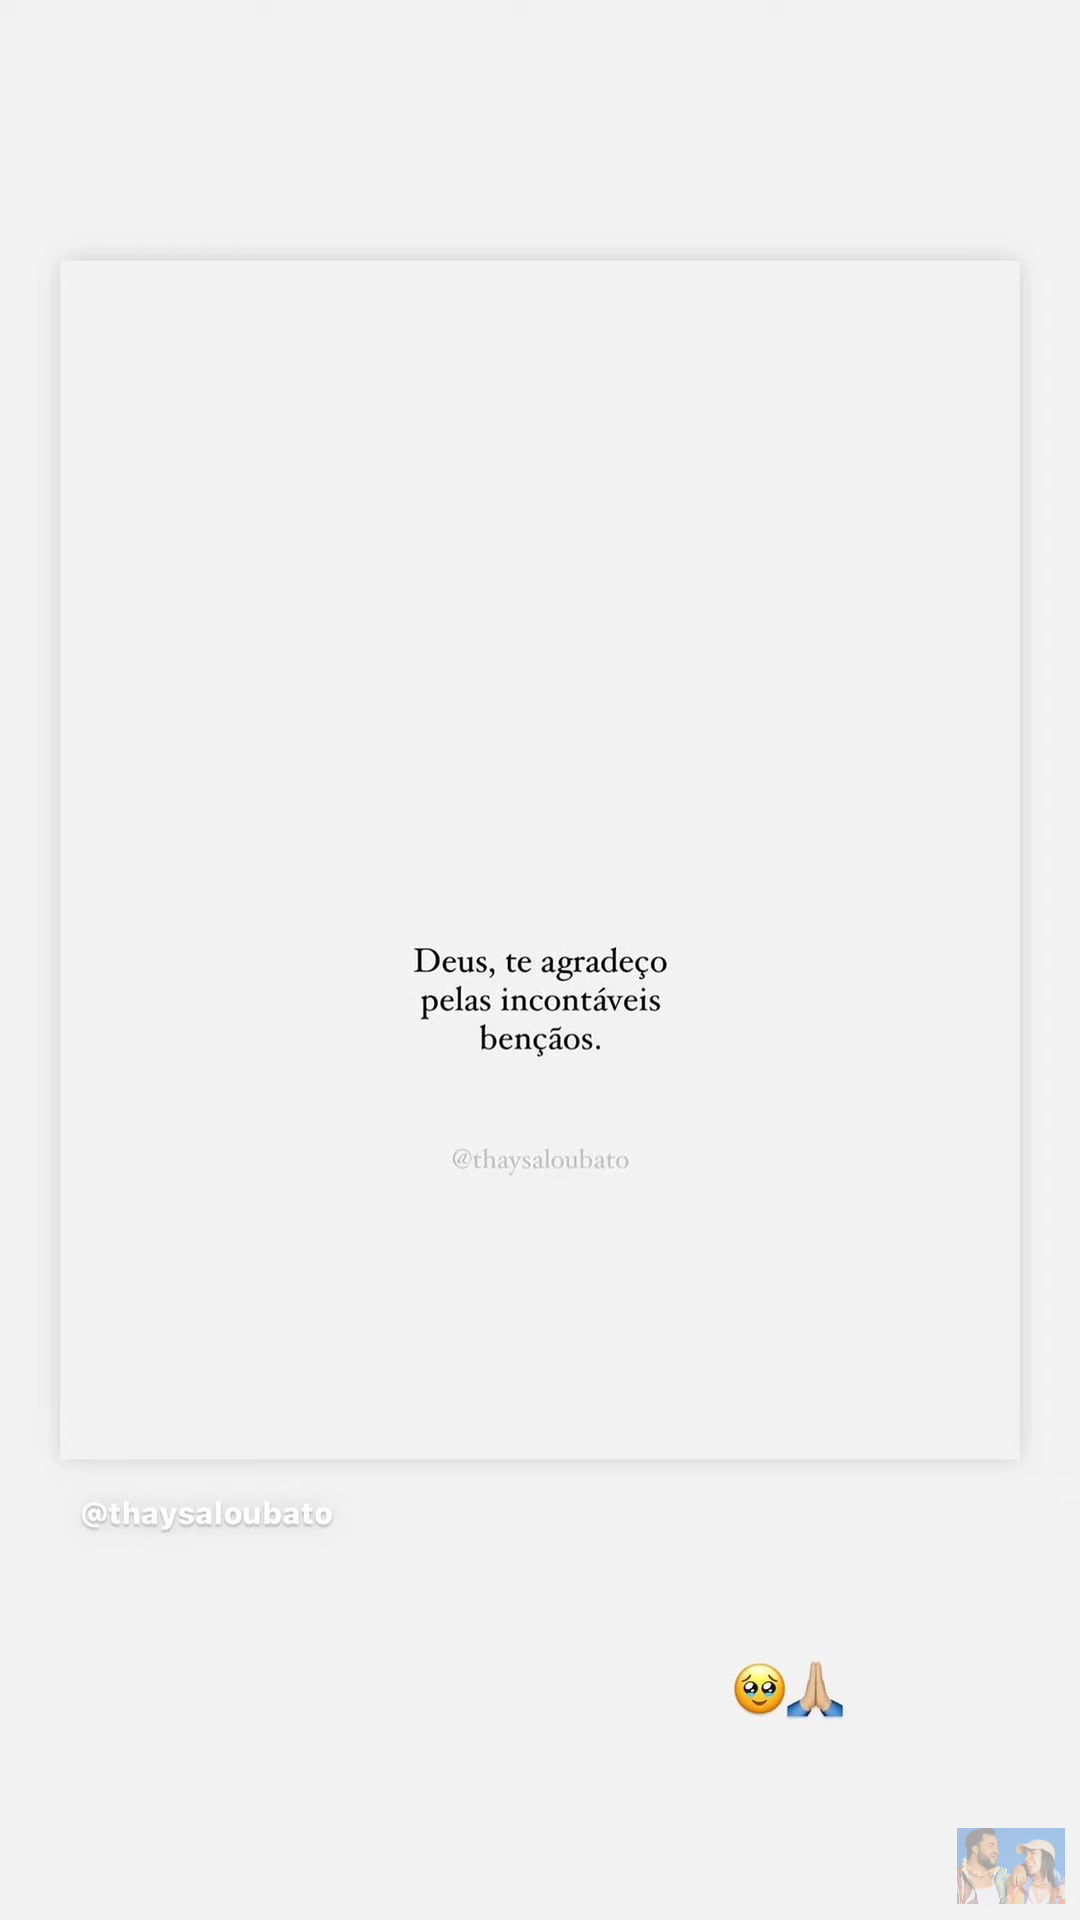 Deus, te agradeço
pelas incontáveis
bençãos.
@thaysaloubato
@thaysaloubato
🥹🙏🏼